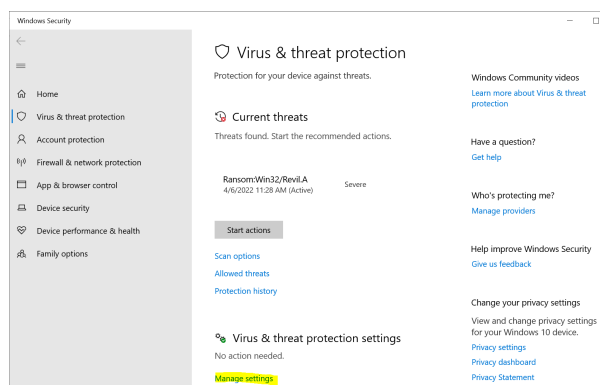 Windows Security
Home
Virus & threat protection
Account protection
Firewall & network protection
App & browser control
Device security
Device performance & health
Family options
Virus & threat protection
Protection for your device against threats.
Current threats
Threats found. Start the recommended actions.
Ransom:Win32/Revil.A
4/6/2022 11:28 AM (Active)
Severe
Start actions
Scan options
Allowed threats
Protection history
Virus & threat protection settings
No action needed.
Manage settings
Windows Community videos
Learn more about Virus & threat
protection
Have a question?
Get help
Who's protecting me?
Manage providers
Help improve Windows Security
Give us feedback
Change your privacy settings
View and change privacy settings
for your Windows 10 device.
Privacy settings
Privacy dashboard
Privacy Statement